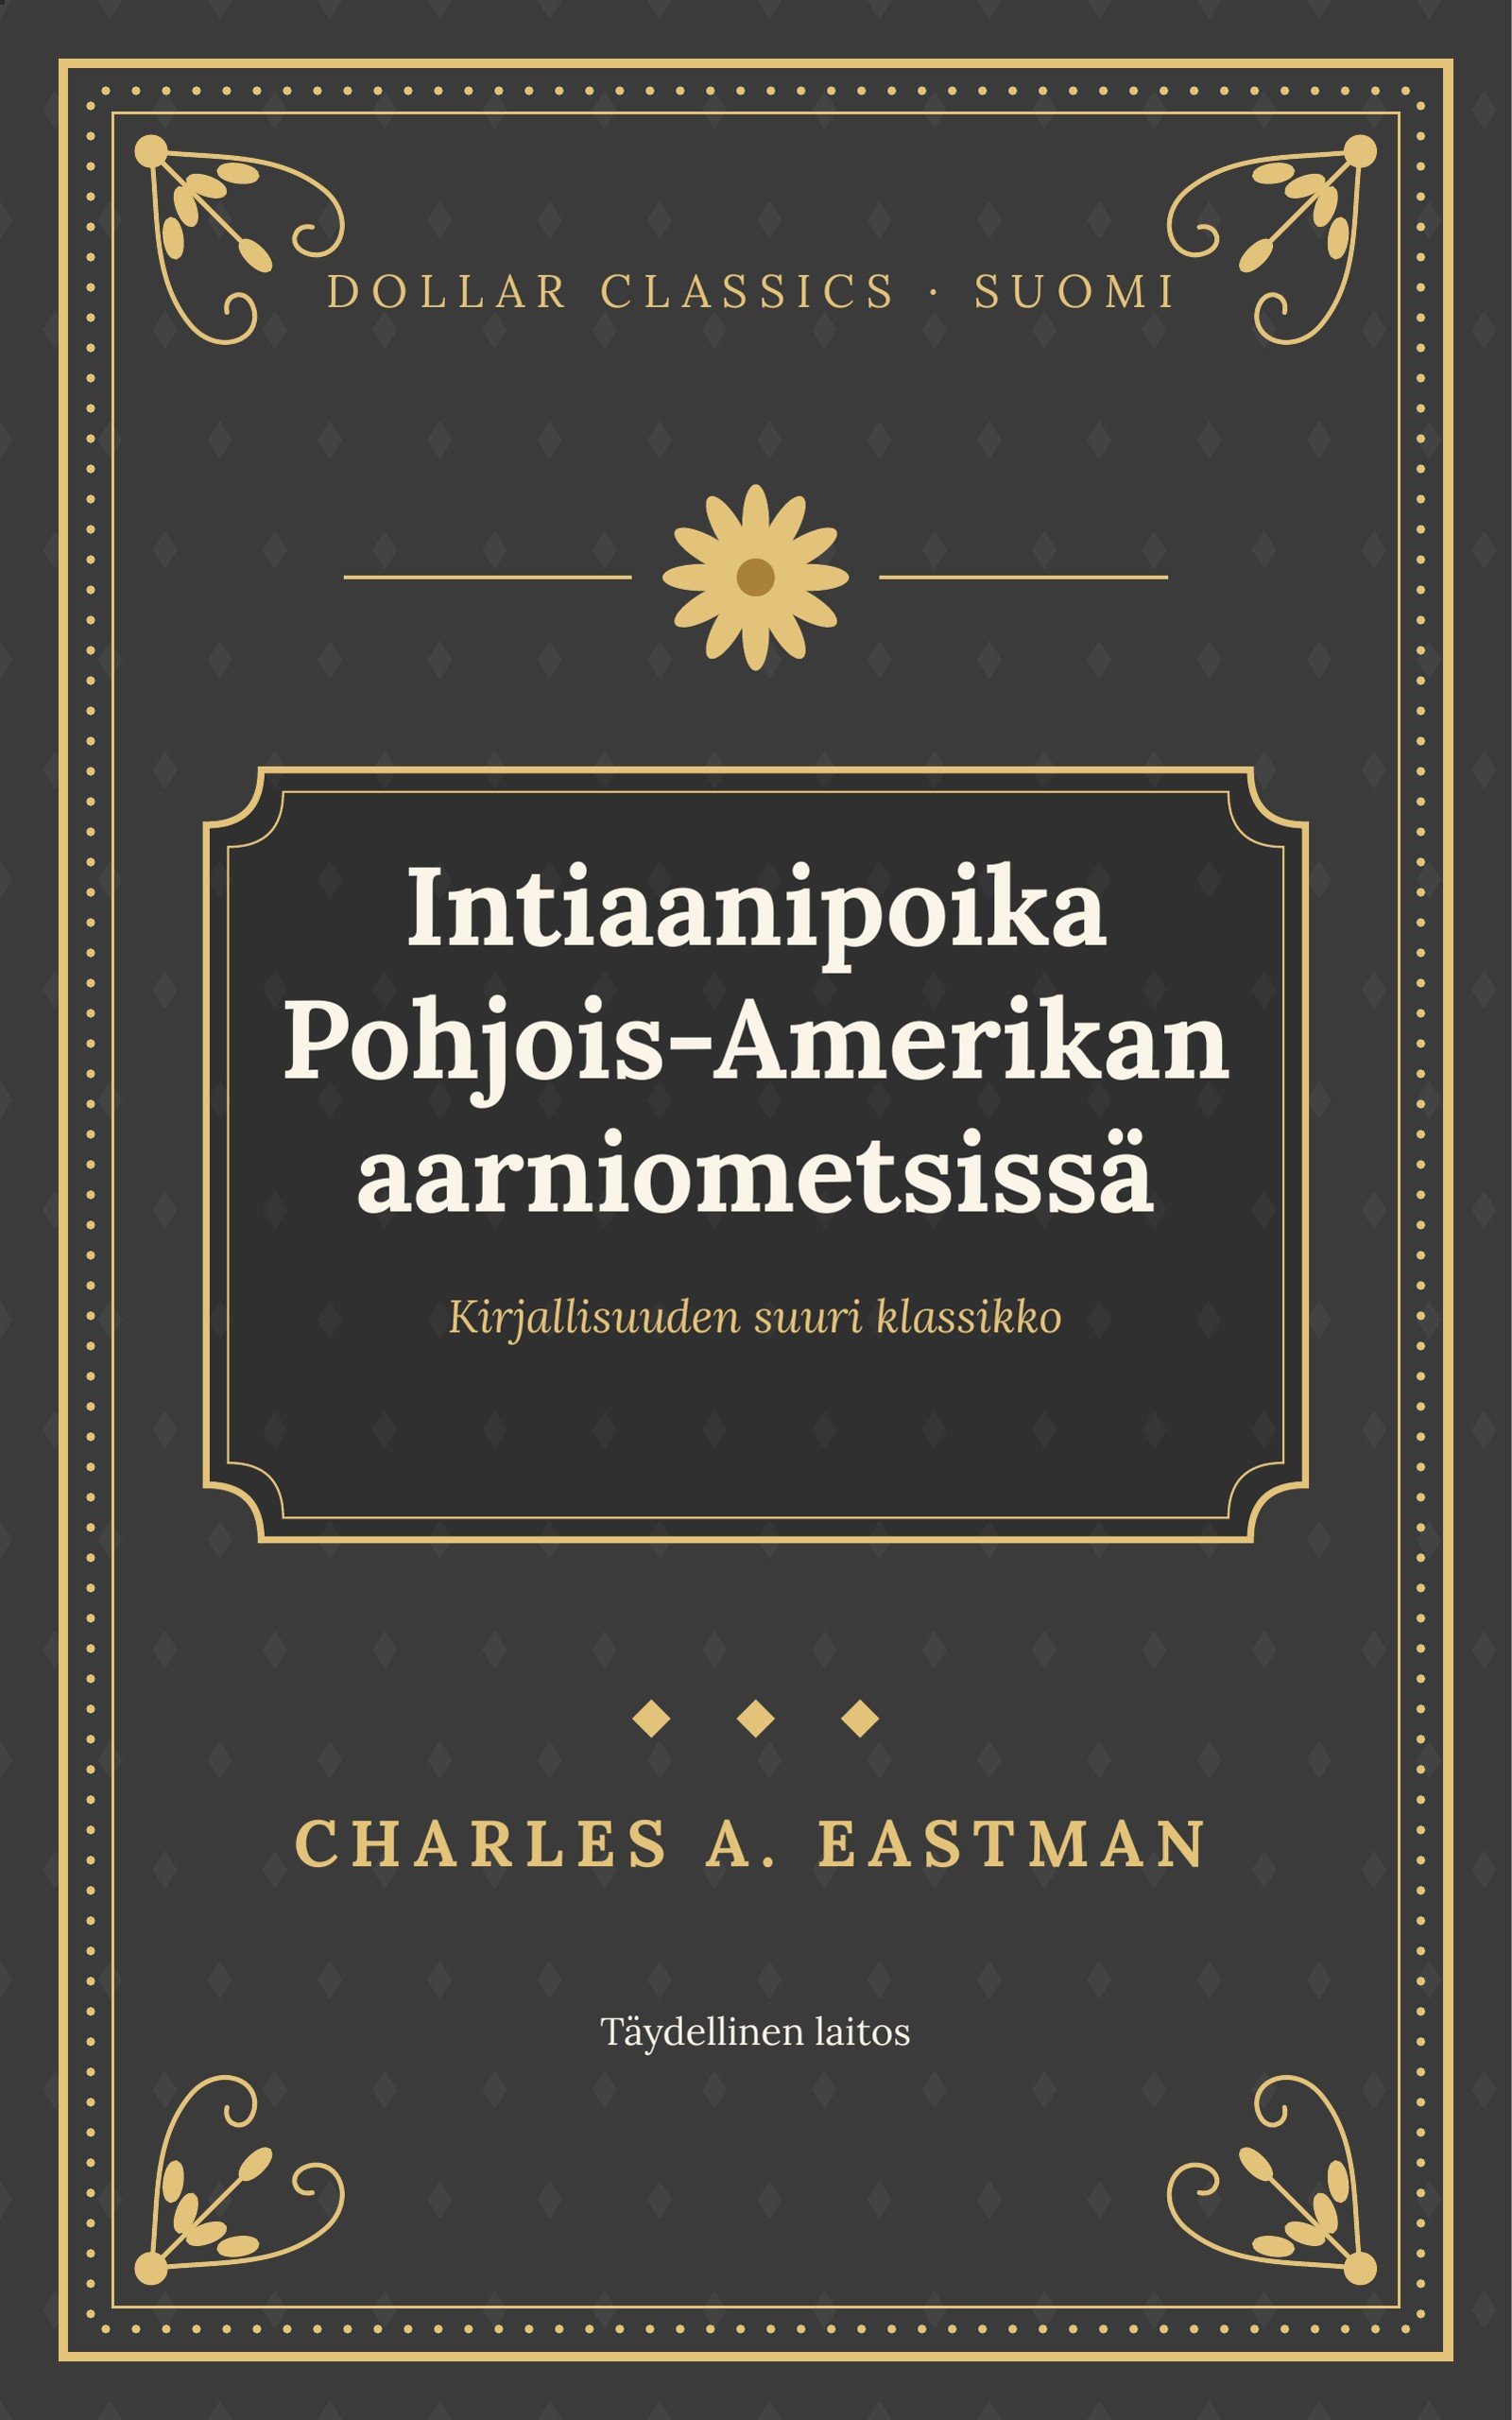 DOLLAR CLASSICS · SUOMI
Intiaanipoika
Pohjois-Amerikan
aarniometsissä
Kirjallisuuden suuri klassikko
CHARLES A. EASTMAN
Täydellinen laitos